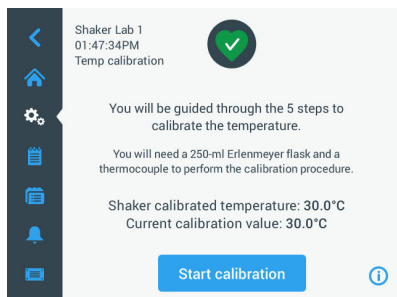 Shaker Lab 1
01:47:34PM
Temp calibration
You will be guided through the 5 steps to
calibrate the temperature.
You will need a 250-ml Erlenmeyer flask and a
thermocouple to perform the calibration procedure.
Shaker calibrated temperature: 30.0°C
Current calibration value: 30.0°C
Start calibration